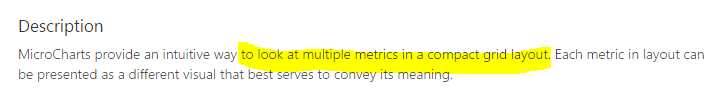 Description
MicroCharts provide an intuitive way to look at multiple metrics in a compact grid layout. Each metric in layout can
be presented as a different visual that best serves to convey its meaning.